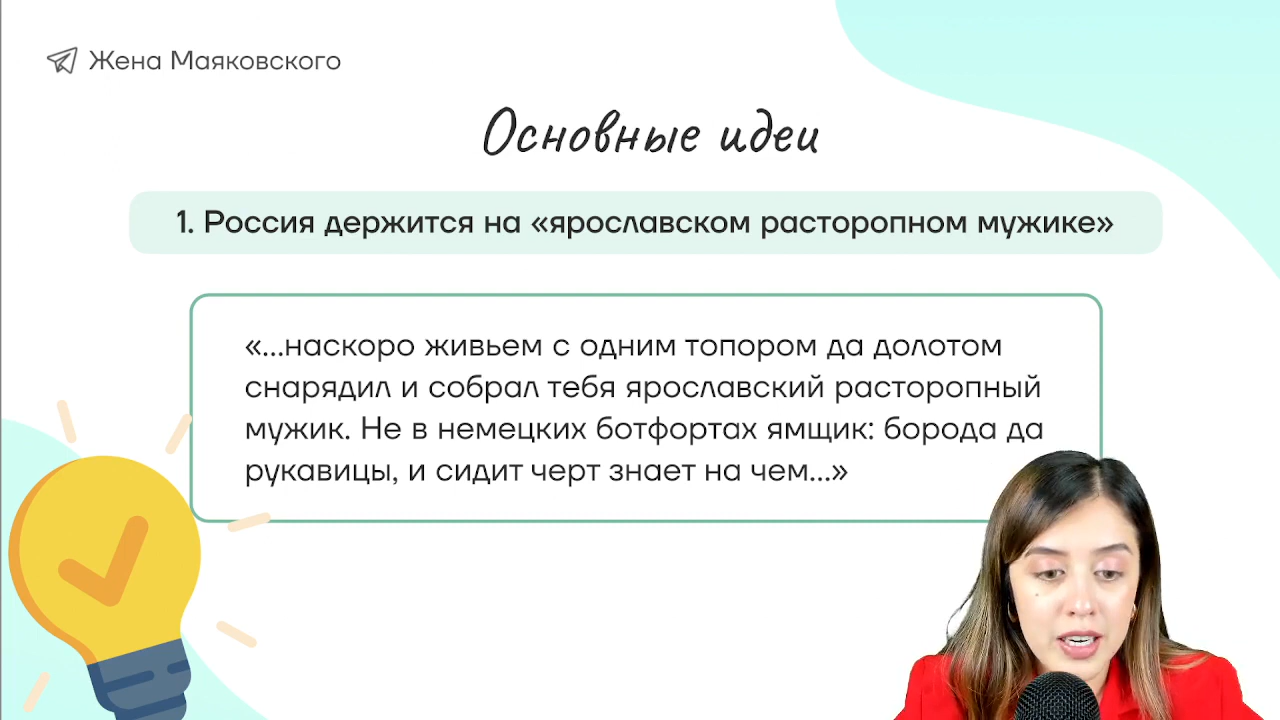 Жена Маяковского
Основные идеи
1. Россия держится на «ярославском расторопном мужике»
«...наскоро живьем с одним топором да долотом
снарядил и собрал тебя ярославский расторопный
мужик. Не в немецких ботфортах ямщик: борода да
рукавицы, и сидит черт знает на чем...»